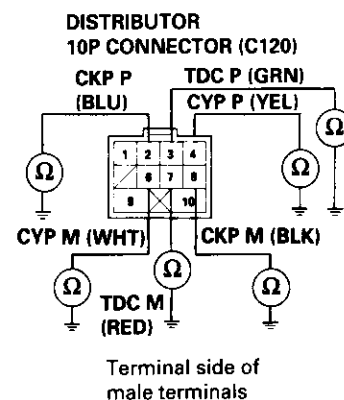 DISTRIBUTOR
10P CONNECTOR (C120)
CKP P
(BLU)
TDC P (GRN)
CYP P (YEL)
Ω
Ω
Ω
1 2 3 4
6 7 8
9 10
CYP M (WHT)
CKP M (BLK)
Ω
Ω
Ω
TDC M
(RED)
Terminal side of
male terminals